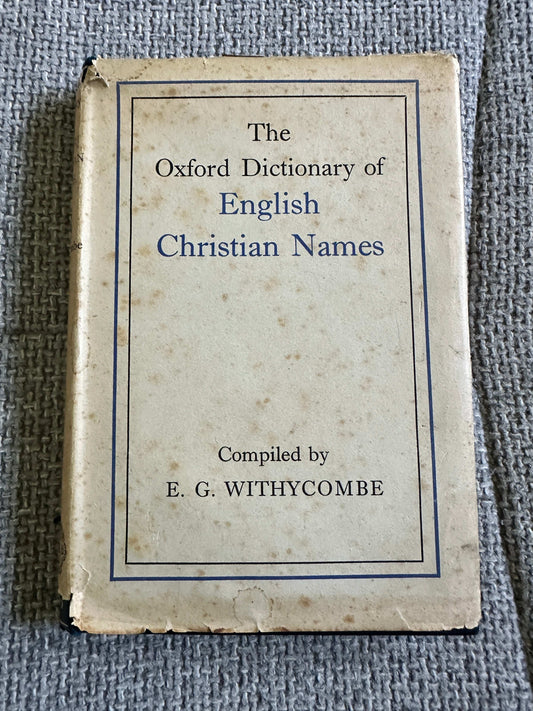 The
Oxford Dictionary of
English
Christian Names
Compiled by
E. G. WITHYCOMBE